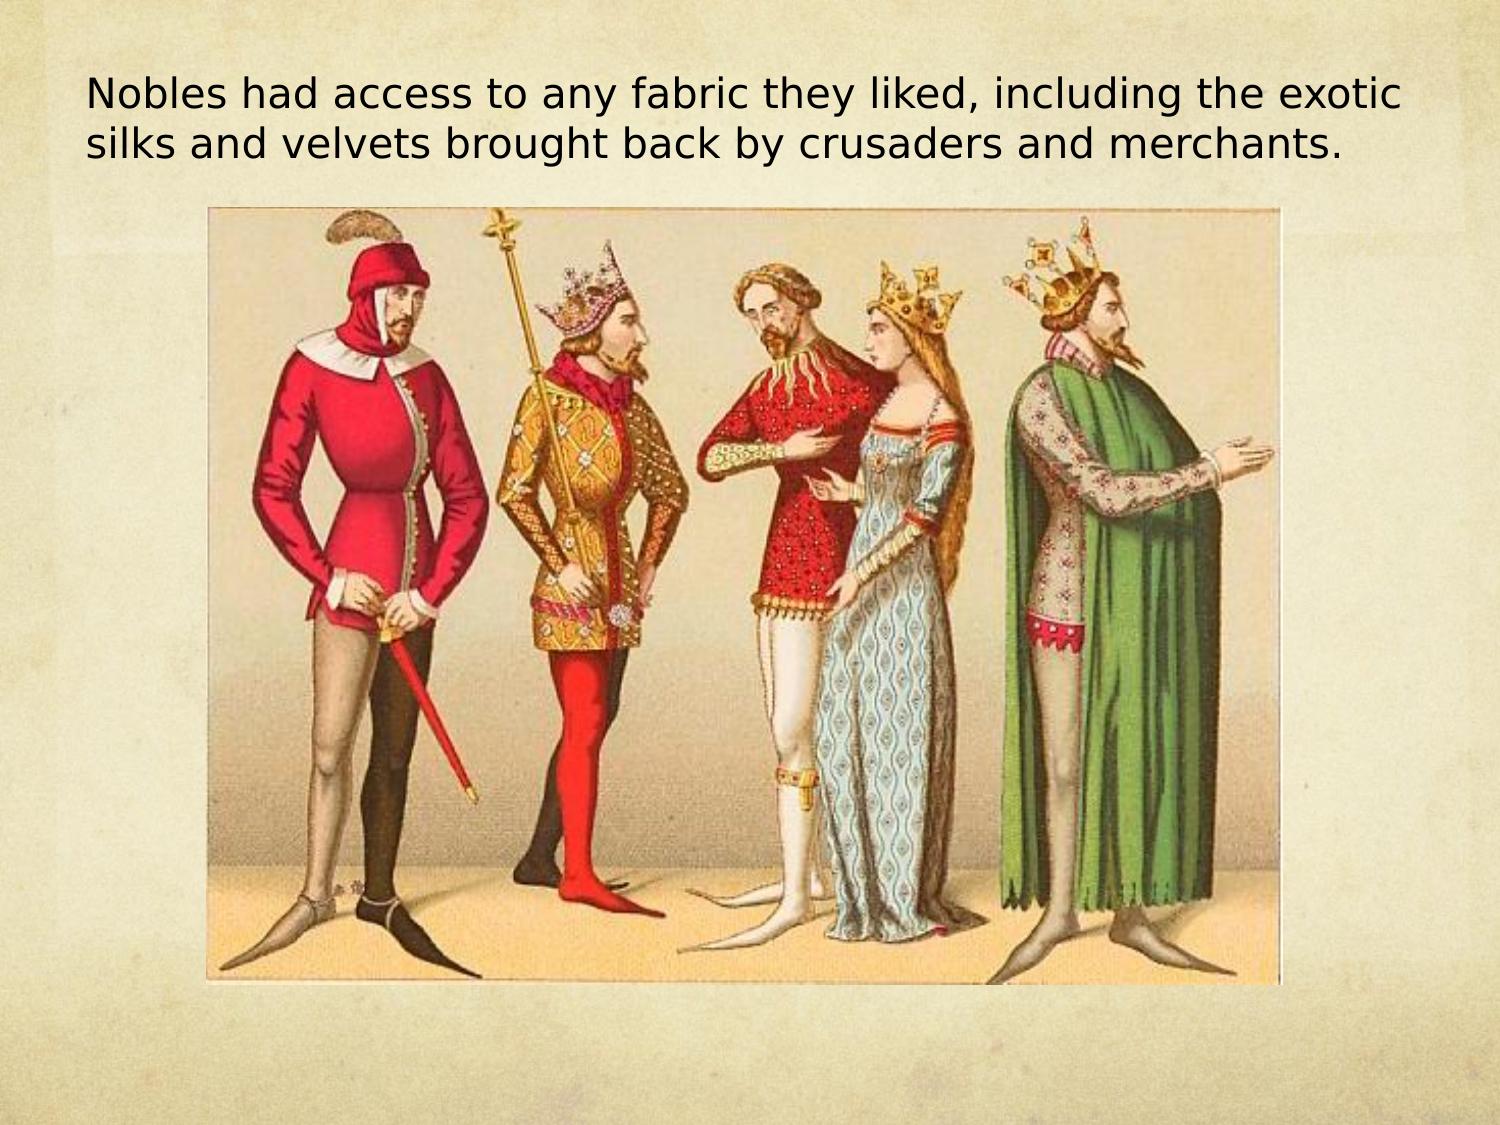 Nobles had access to any fabric they liked, including the exotic
silks and velvets brought back by crusaders and merchants.